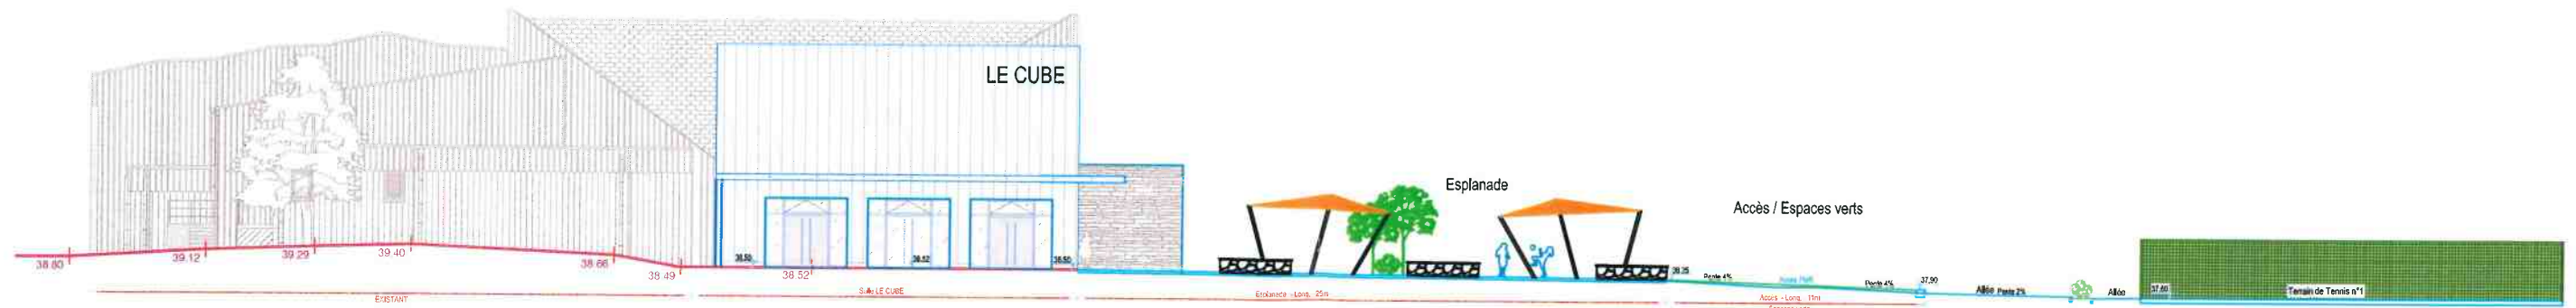 LE CUBE
Esplanade
Accès / Espaces verts
38.80
39.12
39.29
39.40
38.66
38.49
38.50
38.52
38.52
38.50
38.25
Pente 4%
Accès PMR
Pente 4%
37.90
Allée Pente 2%
Allée
37.60
Terrain de Tennis n°1
EXISTANT
Salle LE CUBE
Esplanade - Long. 25m
Accès - Long. 11m